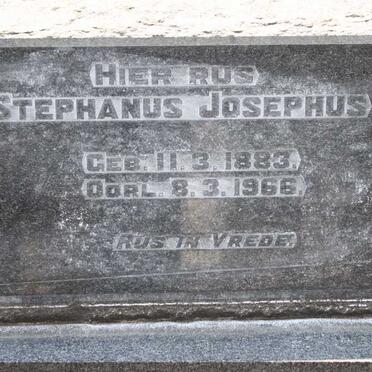 HIER RUS
STEPHANUS JOSEPHUS
GEB. 11. 3. 1883.
OORL. 8. 3. 1966.
RUS IN VREDE.